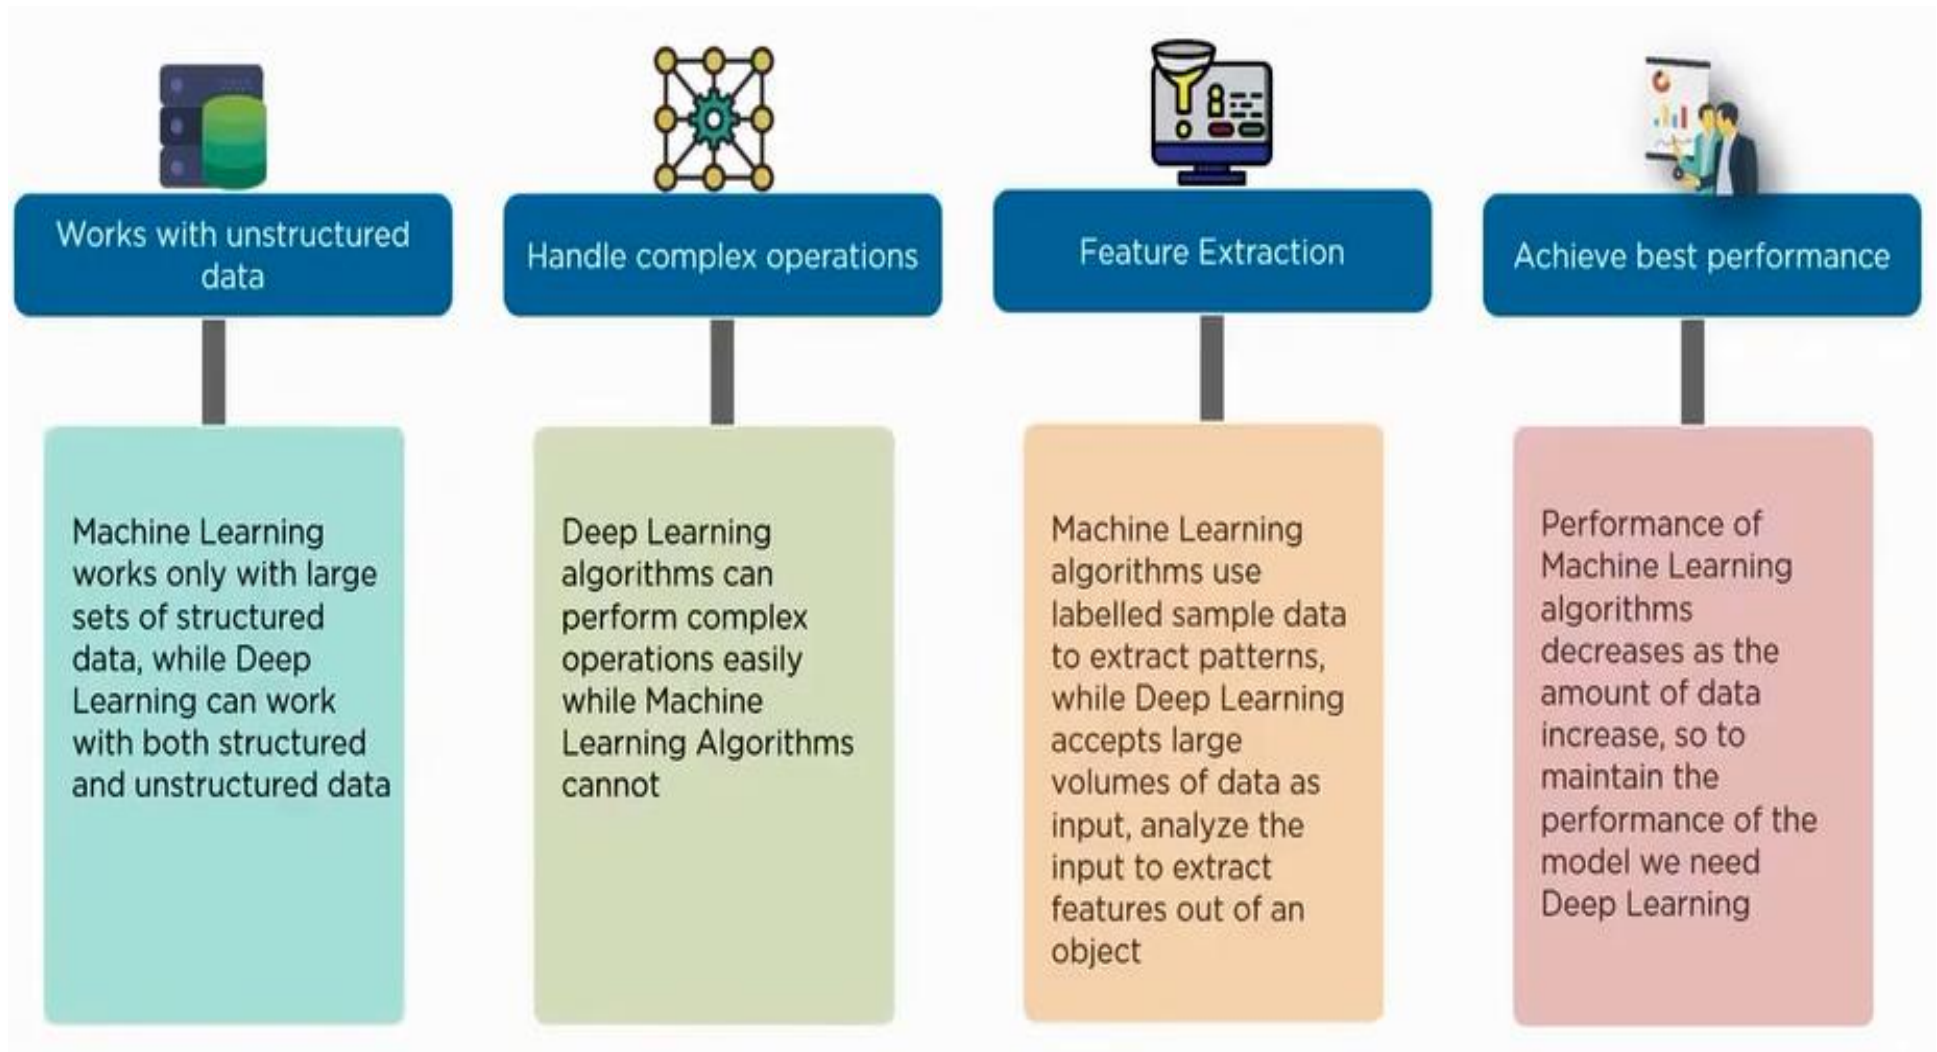 Works with unstructured
data
Machine Learning
works only with large
sets of structured
data, while Deep
Learning can work
with both structured
and unstructured data
Handle complex operations
Deep Learning
algorithms can
perform complex
operations easily
while Machine
Learning Algorithms
cannot
Feature Extraction
Machine Learning
algorithms use
labelled sample data
to extract patterns,
while Deep Learning
accepts large
volumes of data as
input, analyze the
input to extract
features out of an
object
Achieve best performance
Performance of
Machine Learning
algorithms
decreases as the
amount of data
increase, so to
maintain the
performance of the
model we need
Deep Learning